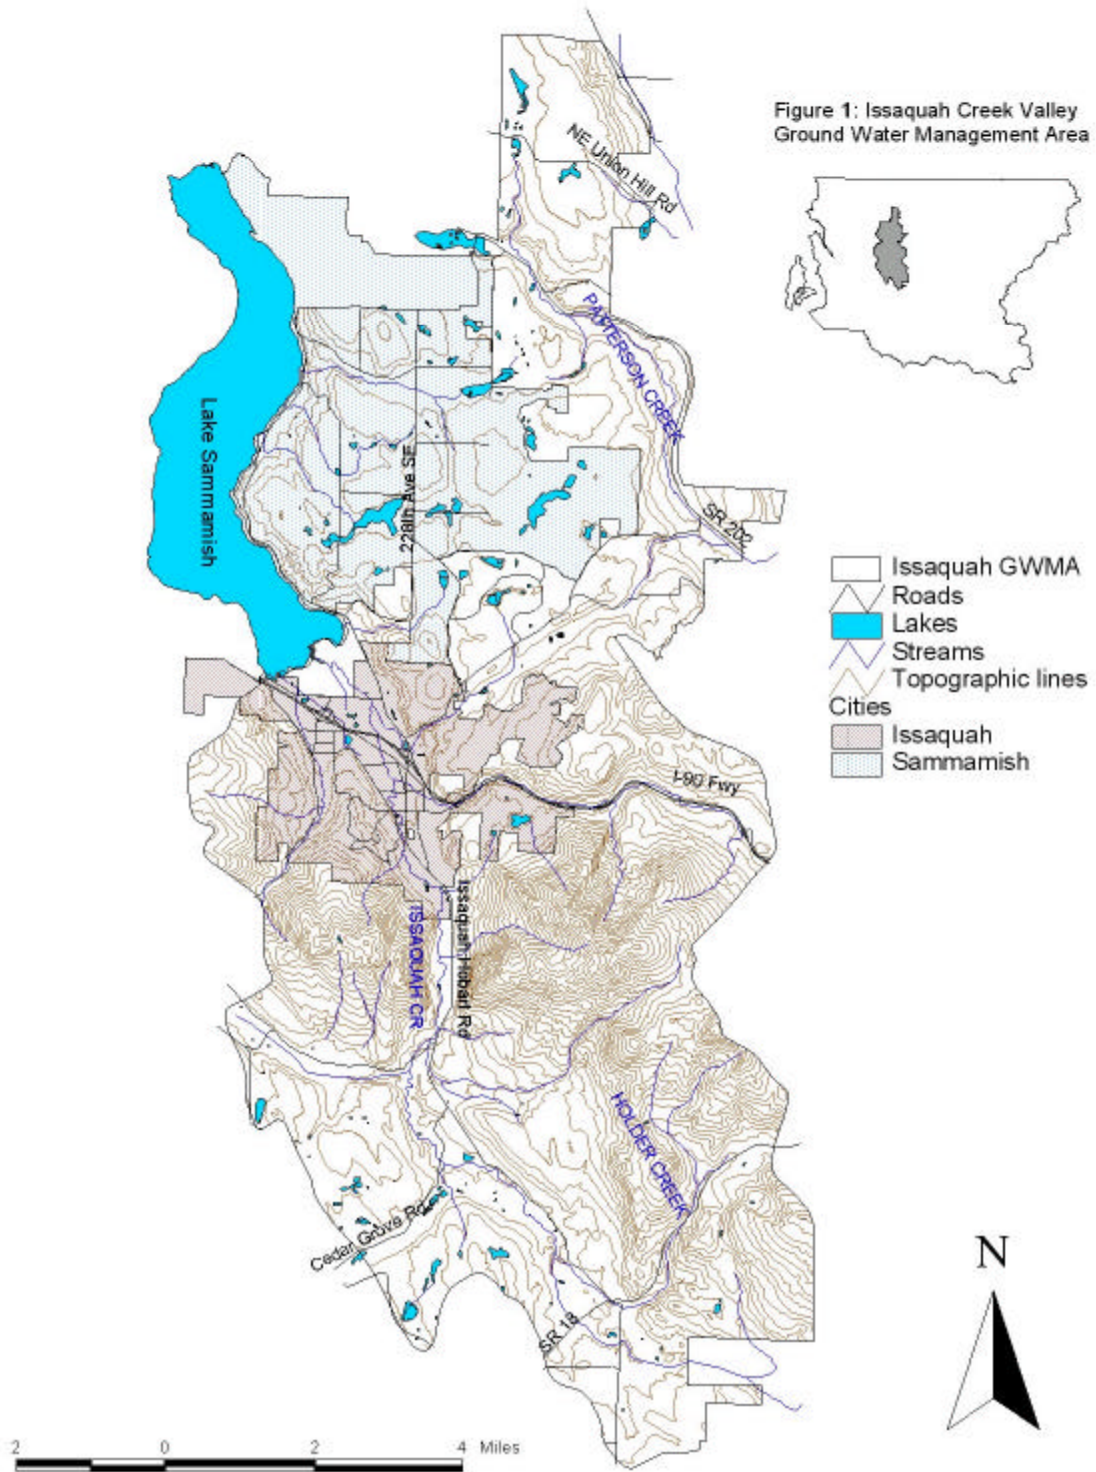 Figure 1: Issaquah Creek Valley
Ground Water Management Area
NE Union Hill Rd
PATTERSON CREEK
Lake Sammamish
228th Ave SE
SR 202
Issaquah GWMA
Roads
Lakes
Streams
Topographic lines
Cities
Issaquah
Sammamish
I-90 Fwy
ISSAQUAH CR
Issaquah Hobart Rd
HOLDER CREEK
Cedar Grove Rd
SR 18
N
2 0 2 4 Miles